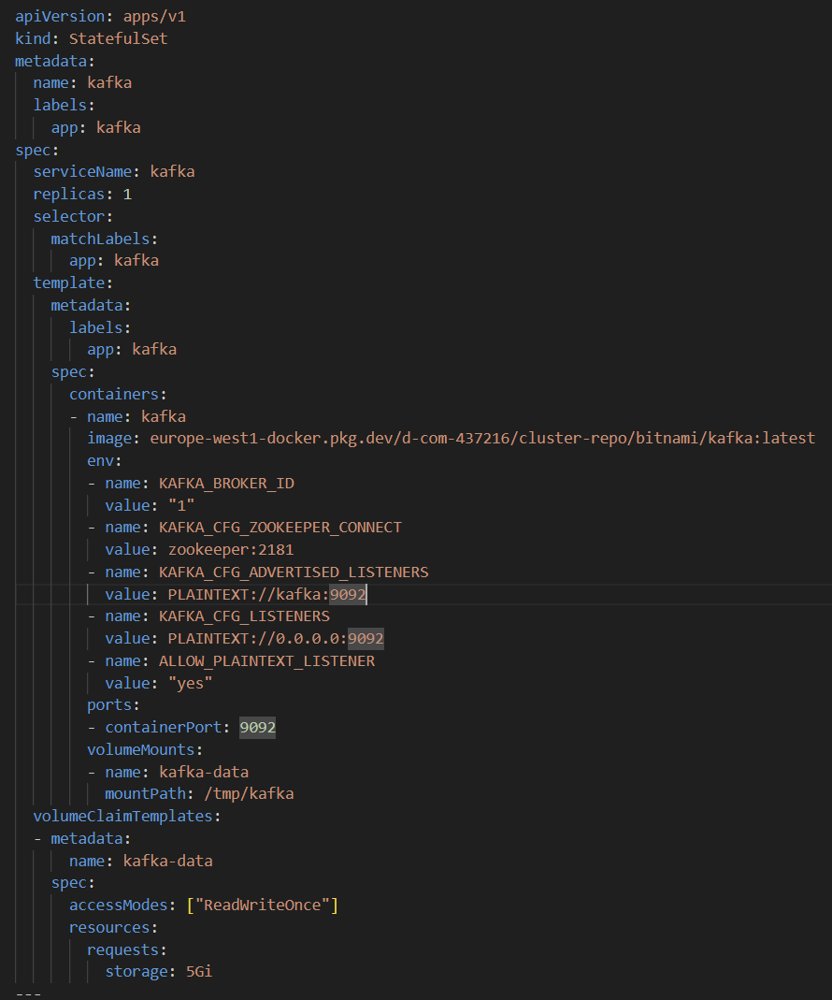 apiVersion: apps/v1
kind: StatefulSet
metadata:
  name: kafka
  labels:
    app: kafka
spec:
  serviceName: kafka
  replicas: 1
  selector:
    matchLabels:
      app: kafka
  template:
    metadata:
      labels:
        app: kafka
    spec:
      containers:
      - name: kafka
        image: europe-west1-docker.pkg.dev/d-com-437216/cluster-repo/bitnami/kafka:latest
        env:
        - name: KAFKA_BROKER_ID
          value: "1"
        - name: KAFKA_CFG_ZOOKEEPER_CONNECT
          value: zookeeper:2181
        - name: KAFKA_CFG_ADVERTISED_LISTENERS
          value: PLAINTEXT://kafka:9092
        - name: KAFKA_CFG_LISTENERS
          value: PLAINTEXT://0.0.0.0:9092
        - name: ALLOW_PLAINTEXT_LISTENER
          value: "yes"
        ports:
        - containerPort: 9092
        volumeMounts:
        - name: kafka-data
          mountPath: /tmp/kafka
  volumeClaimTemplates:
  - metadata:
      name: kafka-data
    spec:
      accessModes: ["ReadWriteOnce"]
      resources:
        requests:
          storage: 5Gi
---